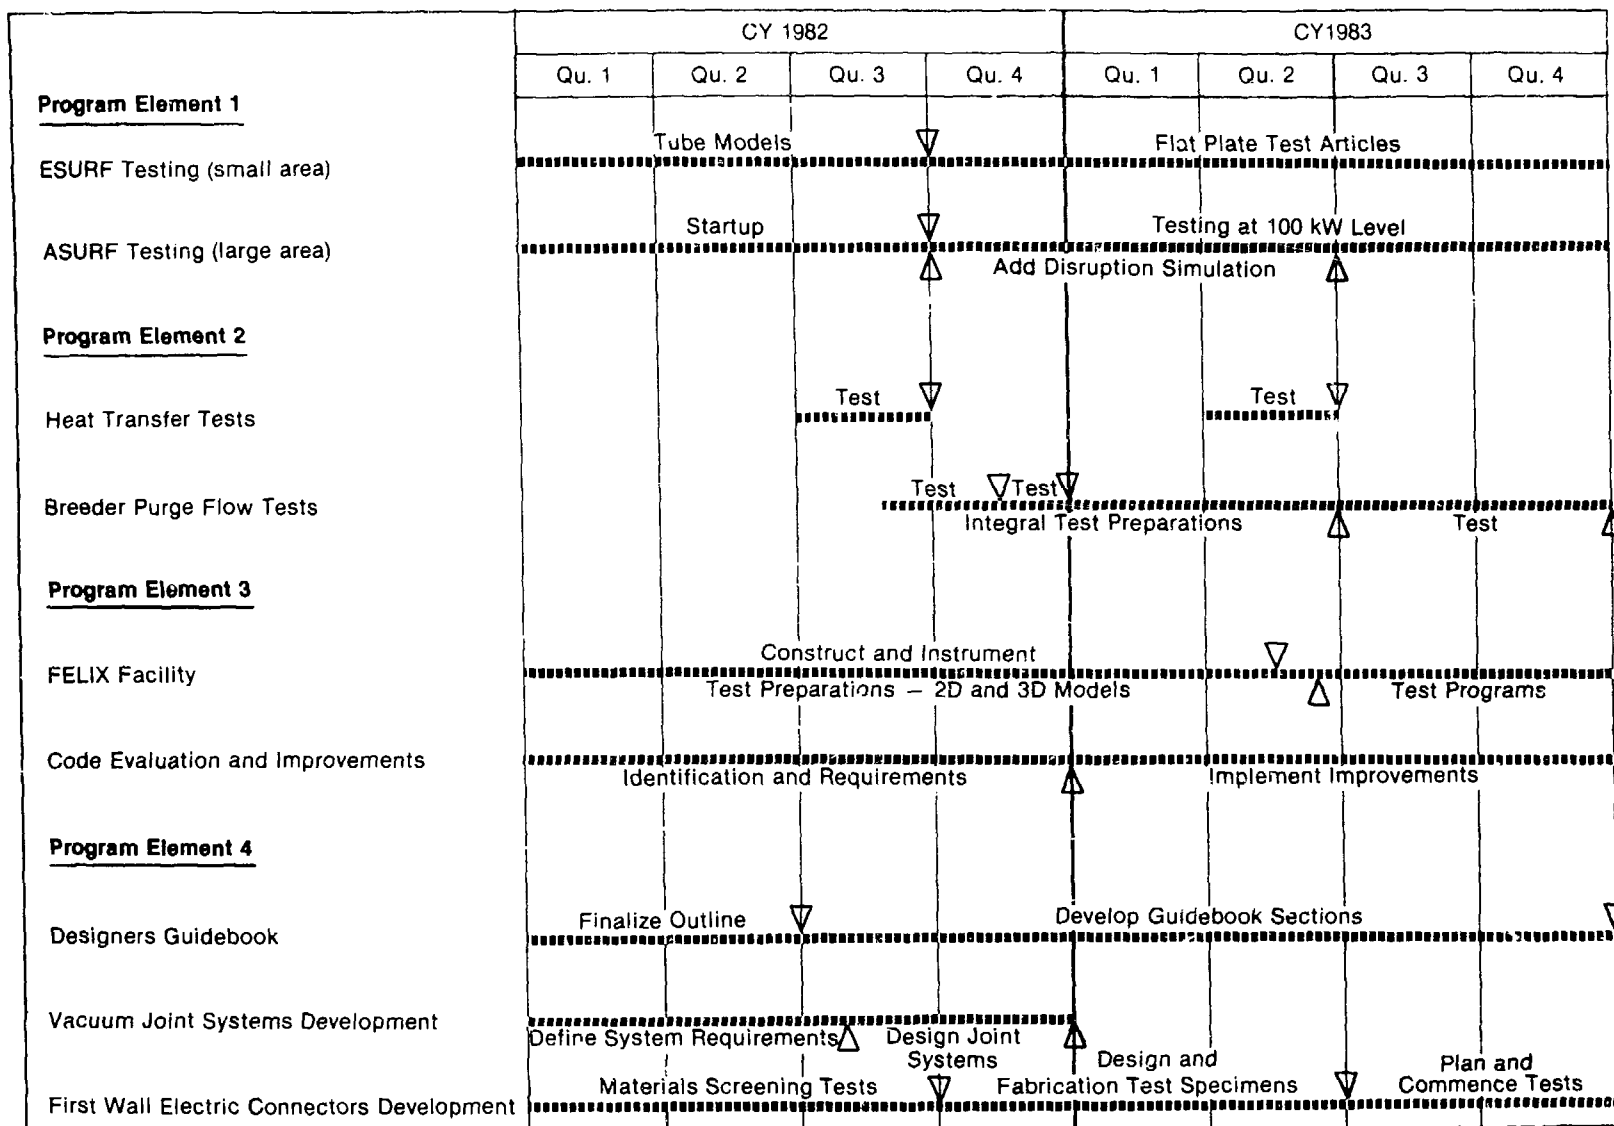 CY 1982 CY1983
Qu. 1 Qu. 2 Qu. 3 Qu. 4 Qu. 1 Qu. 2 Qu. 3 Qu. 4
Program Element 1
Tube Models Flat Plate Test Articles
ESURF Testing (small area)
Startup Testing at 100 kW Level
ASURF Testing (large area)
Add Disruption Simulation
Program Element 2
Test Test
Heat Transfer Tests
Test Test
Breeder Purge Flow Tests
Integral Test Preparations Test
Program Element 3
Construct and Instrument
FELIX Facility
Test Preparations — 2D and 3D Models Test Programs
Code Evaluation and Improvements
Identification and Requirements Implement Improvements
Program Element 4
Finalize Outline Develop Guidebook Sections
Designers Guidebook
Vacuum Joint Systems Development
Define System Requirements Design Joint
Systems Design and Plan and
Materials Screening Tests Fabrication Test Specimens Commence Tests
First Wall Electric Connectors Development